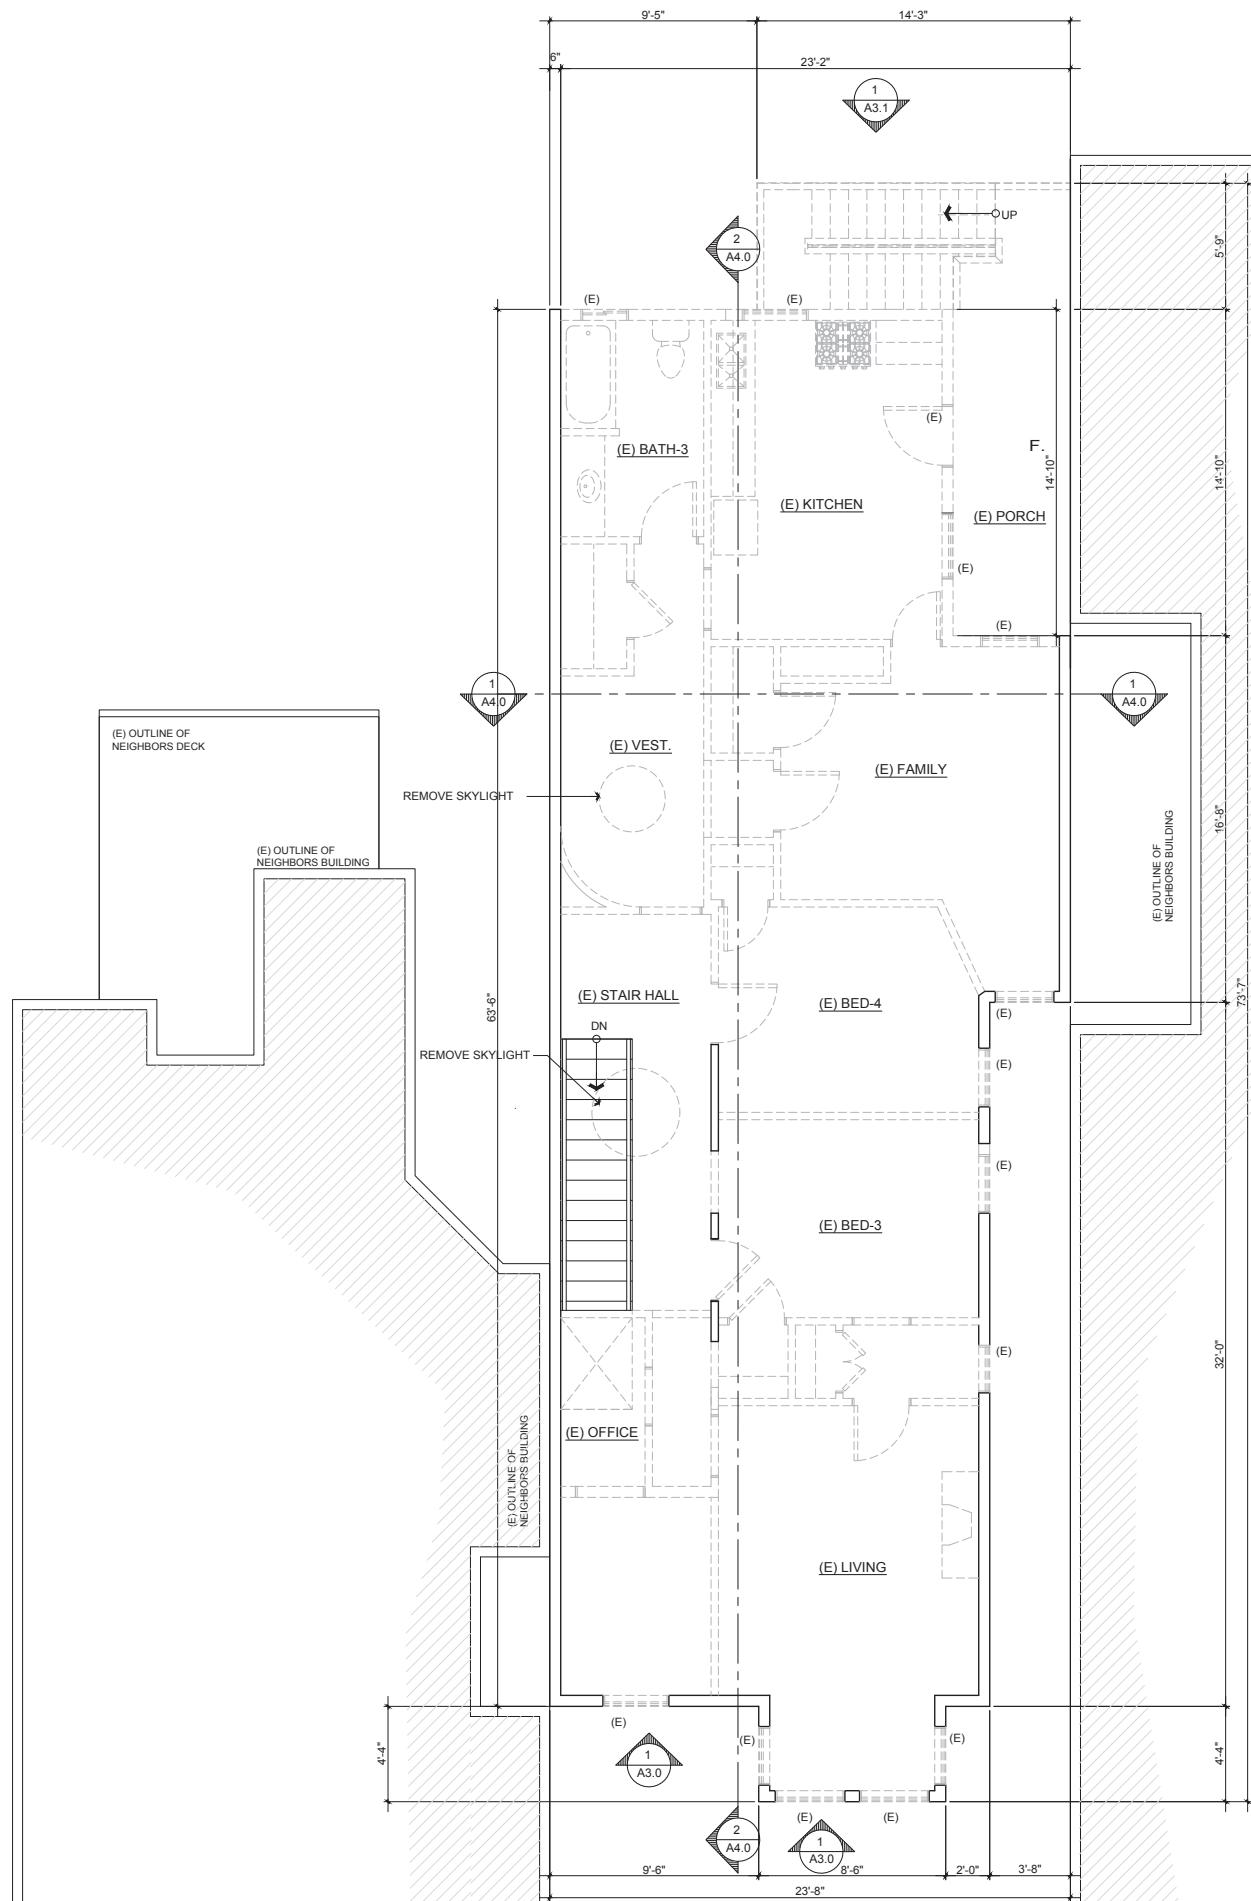 9'-5"
14'-3"
6"
23'-2"
1
A3.1
UP
2
A4.0
5'-9"
(E)
(E)
(E)
(E) BATH-3
F.
14'-10"
14'-10"
(E) KITCHEN
(E) PORCH
(E)
(E)
1
A4.0
1
A4.0
(E) OUTLINE OF
NEIGHBORS DECK
(E) VEST.
(E) FAMILY
REMOVE SKYLIGHT
16'-8"
(E) OUTLINE OF
NEIGHBORS BUILDING
(E) OUTLINE OF
NEIGHBORS BUILDING
(E) STAIR HALL
(E) BED-4
63'-6"
73'-7"
(E)
DN
REMOVE SKYLIGHT
(E)
(E)
(E) BED-3
(E)
32'-0"
(E) OFFICE
(E) OUTLINE OF
NEIGHBORS BUILDING
(E) LIVING
(E)
(E)
(E)
4'-4"
1
A3.0
4'-4"
(E)
(E)
2
A4.0
1
A3.0
9'-6"
8'-6"
2'-0"
3'-8"
23'-8"